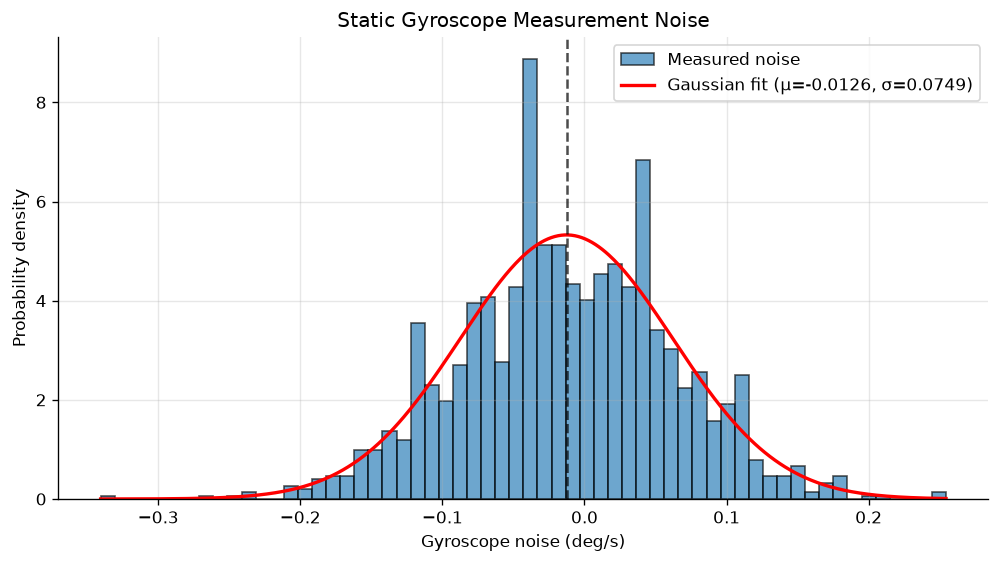 Static Gyroscope Measurement Noise
Measured noise
Gaussian fit (μ=-0.0126, σ=0.0749)
Probability density
8
6
4
2
0
−0.3
−0.2
−0.1
0.0
0.1
0.2
Gyroscope noise (deg/s)